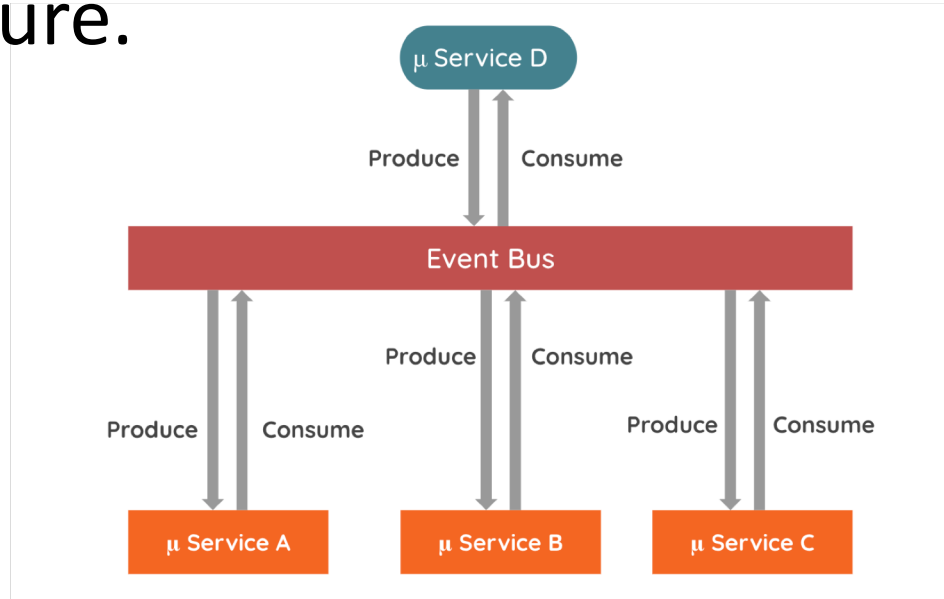 ure.
μ Service D
Produce Consume
Event Bus
Produce Consume
Produce Consume
Produce Consume
μ Service A
μ Service B
μ Service C